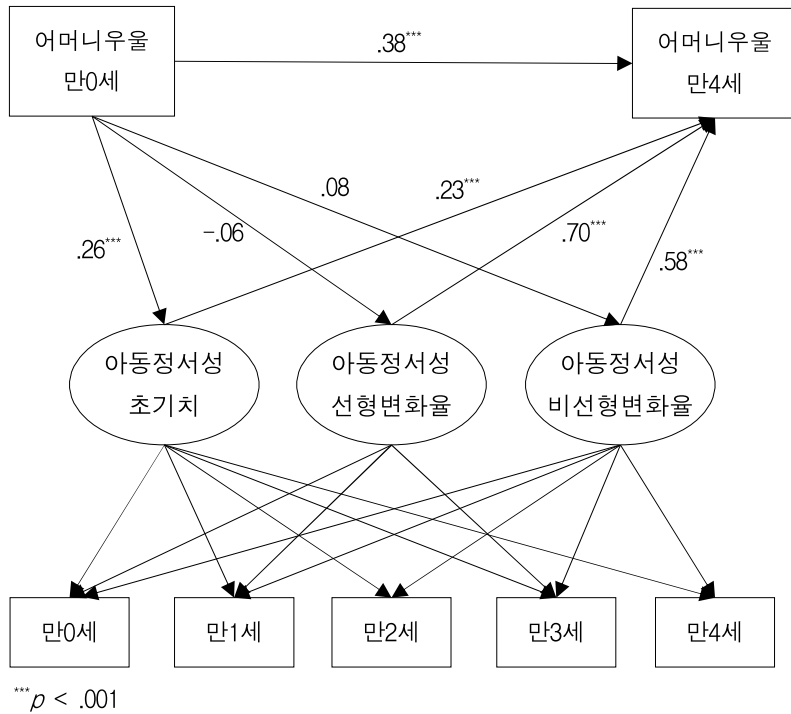 어머니우울
만0세
어머니우울
만4세
.38***
.26***
-.06
.08
.23***
.70***
.58***
아동정서성
초기치
아동정서성
선형변화율
아동정서성
비선형변화율
만0세
만1세
만2세
만3세
만4세
***p < .001